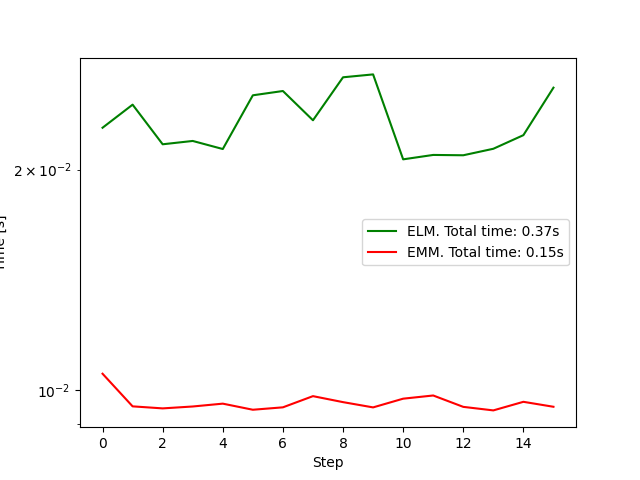 2 × 10⁻²
10⁻²
Time [s]
ELM. Total time: 0.37s
EMM. Total time: 0.15s
0 2 4 6 8 10 12 14
Step